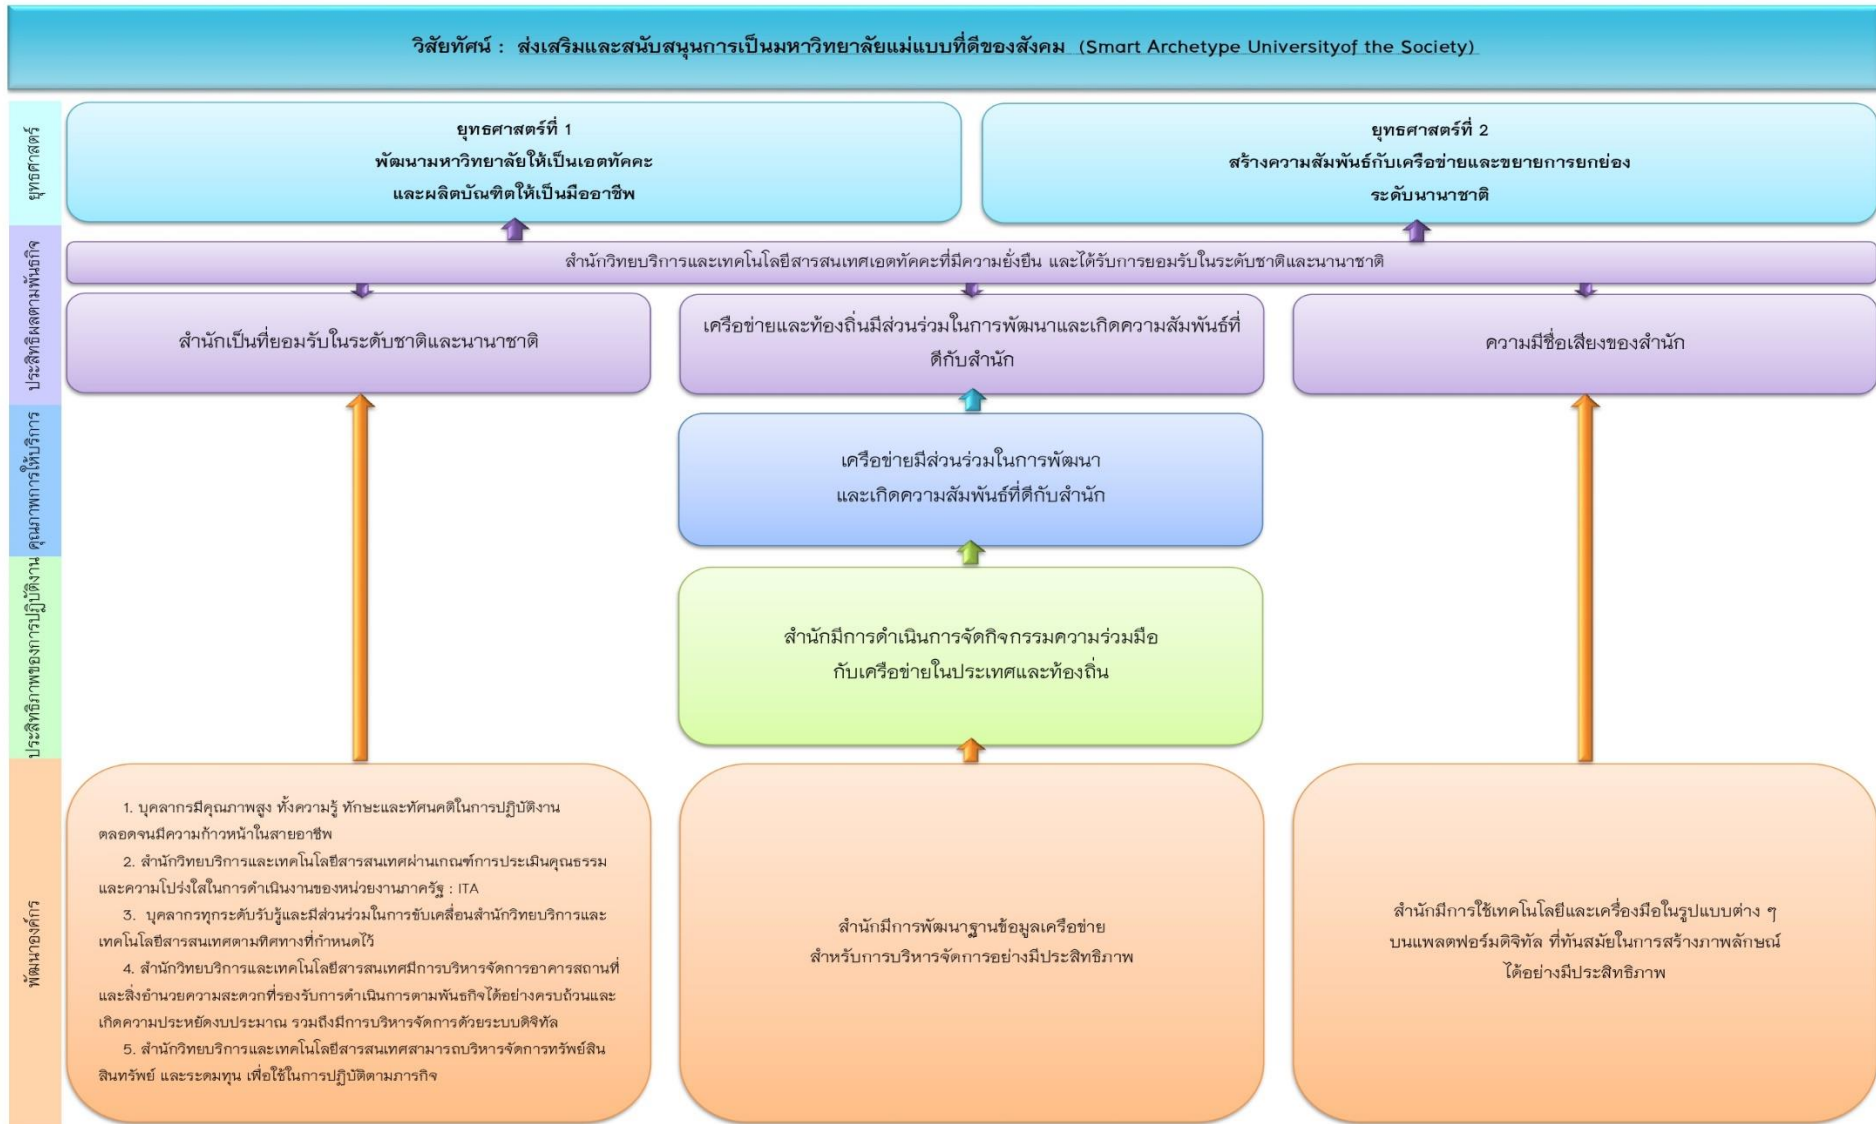 วิสัยทัศน์ : ส่งเสริมและสนับสนุนการเป็นมหาวิทยาลัยแม่แบบที่ดีของสังคม (Smart Archetype Universityof the Society)
ยุทธศาสตร์
ยุทธศาสตร์ที่ 1
พัฒนามหาวิทยาลัยให้เป็นเอตทัคคะ
และผลิตบัณฑิตให้เป็นมืออาชีพ
ยุทธศาสตร์ที่ 2
สร้างความสัมพันธ์กับเครือข่ายและขยายการยกย่อง
ระดับนานาชาติ
ประสิทธิผลตามพันธกิจ
สำนักวิทยบริการและเทคโนโลยีสารสนเทศเอตทัคคะที่มีความยั่งยืน และได้รับการยอมรับในระดับชาติและนานาชาติ
สำนักเป็นที่ยอมรับในระดับชาติและนานาชาติ
เครือข่ายและท้องถิ่นมีส่วนร่วมในการพัฒนาและเกิดความสัมพันธ์ที่
ดีกับสำนัก
ความมีชื่อเสียงของสำนัก
คุณภาพการให้บริการ
เครือข่ายมีส่วนร่วมในการพัฒนา
และเกิดความสัมพันธ์ที่ดีกับสำนัก
ประสิทธิภาพของการปฏิบัติงาน
สำนักมีการดำเนินการจัดกิจกรรมความร่วมมือ
กับเครือข่ายในประเทศและท้องถิ่น
พัฒนาองค์กร
1. บุคลากรมีคุณภาพสูง ทั้งความรู้ ทักษะและทัศนคติในการปฏิบัติงาน
ตลอดจนมีความก้าวหน้าในสายอาชีพ
2. สำนักวิทยบริการและเทคโนโลยีสารสนเทศผ่านเกณฑ์การประเมินคุณธรรม
และความโปร่งใสในการดำเนินงานของหน่วยงานภาครัฐ : ITA
3. บุคลากรทุกระดับรับรู้และมีส่วนร่วมในการขับเคลื่อนสำนักวิทยบริการและ
เทคโนโลยีสารสนเทศตามทิศทางที่กำหนดไว้
4. สำนักวิทยบริการและเทคโนโลยีสารสนเทศมีการบริหารจัดการอาคารสถานที่
และสิ่งอำนวยความสะดวกที่รองรับการดำเนินการตามพันธกิจได้อย่างครบถ้วนและ
เกิดความประหยัดงบประมาณ รวมถึงมีการบริหารจัดการด้วยระบบดิจิทัล
5. สำนักวิทยบริการและเทคโนโลยีสารสนเทศสามารถบริหารจัดการทรัพย์สิน
สินทรัพย์ และระดมทุน เพื่อใช้ในการปฏิบัติตามภารกิจ
สำนักมีการพัฒนาฐานข้อมูลเครือข่าย
สำหรับการบริหารจัดการอย่างมีประสิทธิภาพ
สำนักมีการใช้เทคโนโลยีและเครื่องมือในรูปแบบต่าง ๆ
บนแพลตฟอร์มดิจิทัล ที่ทันสมัยในการสร้างภาพลักษณ์
ได้อย่างมีประสิทธิภาพ